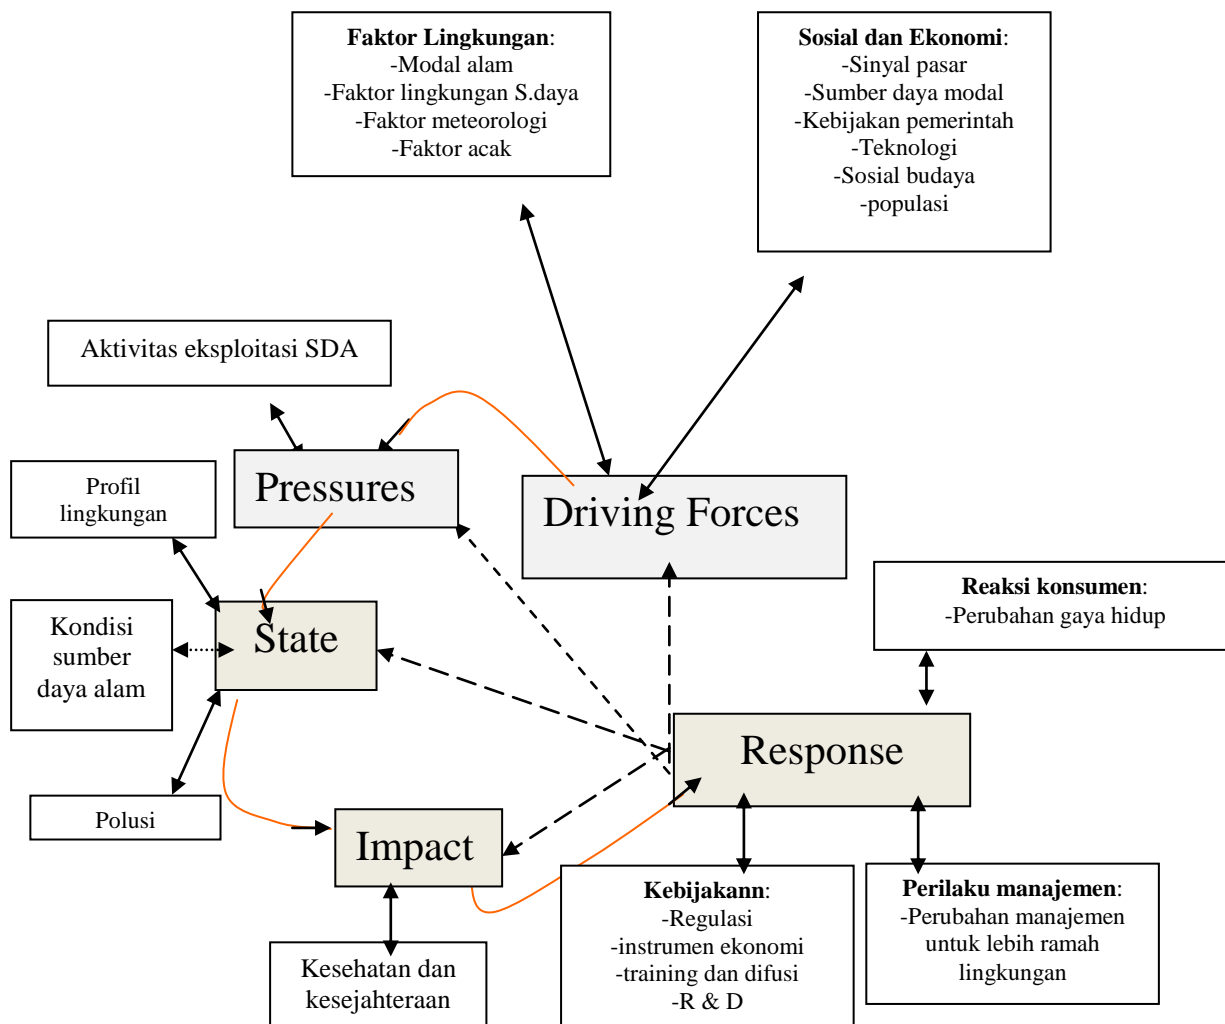 Faktor Lingkungan:
-Modal alam
-Faktor lingkungan S.daya
-Faktor meteorologi
-Faktor acak
Sosial dan Ekonomi:
-Sinyal pasar
-Sumber daya modal
-Kebijakan pemerintah
-Teknologi
-Sosial budaya
-populasi
Aktivitas eksploitasi SDA
Pressures
Driving Forces
Profil
lingkungan
Kondisi
sumber
daya alam
State
Polusi
Reaksi konsumen:
-Perubahan gaya hidup
Response
Impact
Kesehatan dan
kesejahteraan
Kebijakann:
-Regulasi
-instrumen ekonomi
-training dan difusi
-R & D
Perilaku manajemen:
-Perubahan manajemen
untuk lebih ramah
lingkungan